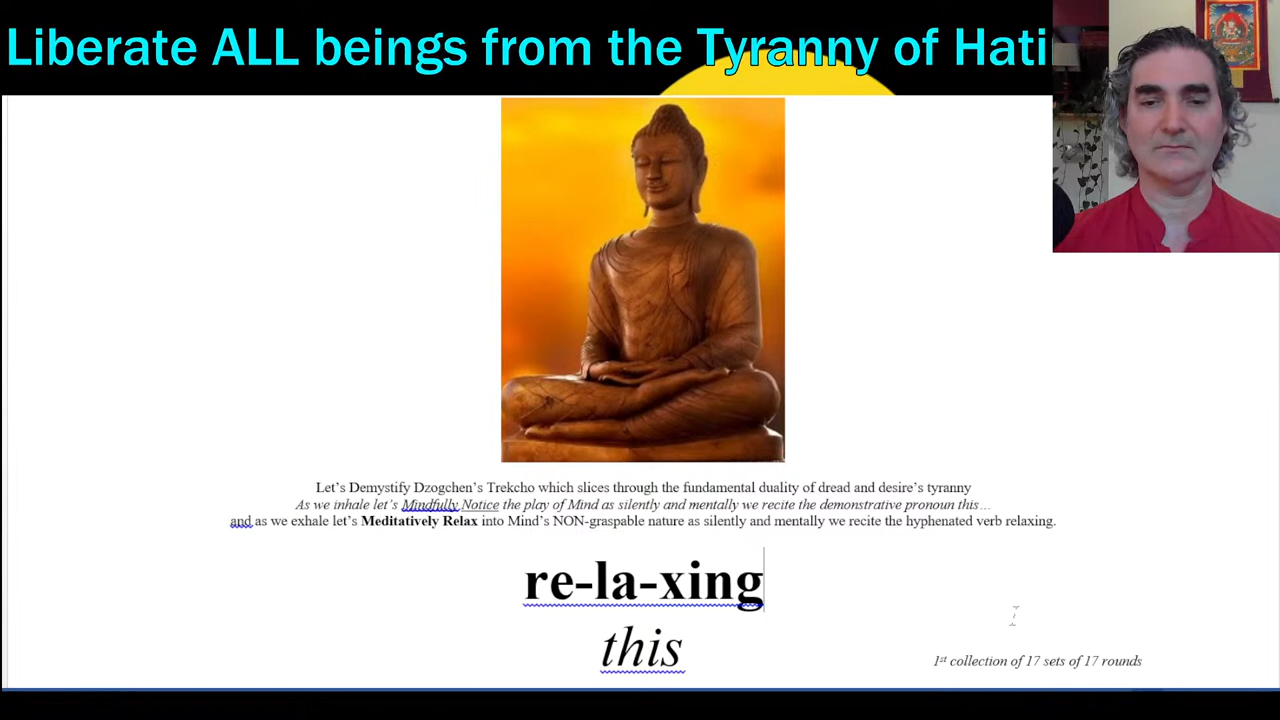 Liberate ALL beings from the Tyranny of Hati
Let's Demystify Dzogchen's Trekcho which slices through the fundamental duality of dread and desire's tyranny
As we inhale let's Mindfully Notice the play of Mind as silently and mentally we recite the demonstrative pronoun this…
and as we exhale let's Meditatively Relax into Mind's NON-graspable nature as silently and mentally we recite the hyphenated verb relaxing.
re-la-xing
this
1st collection of 17 sets of 17 rounds